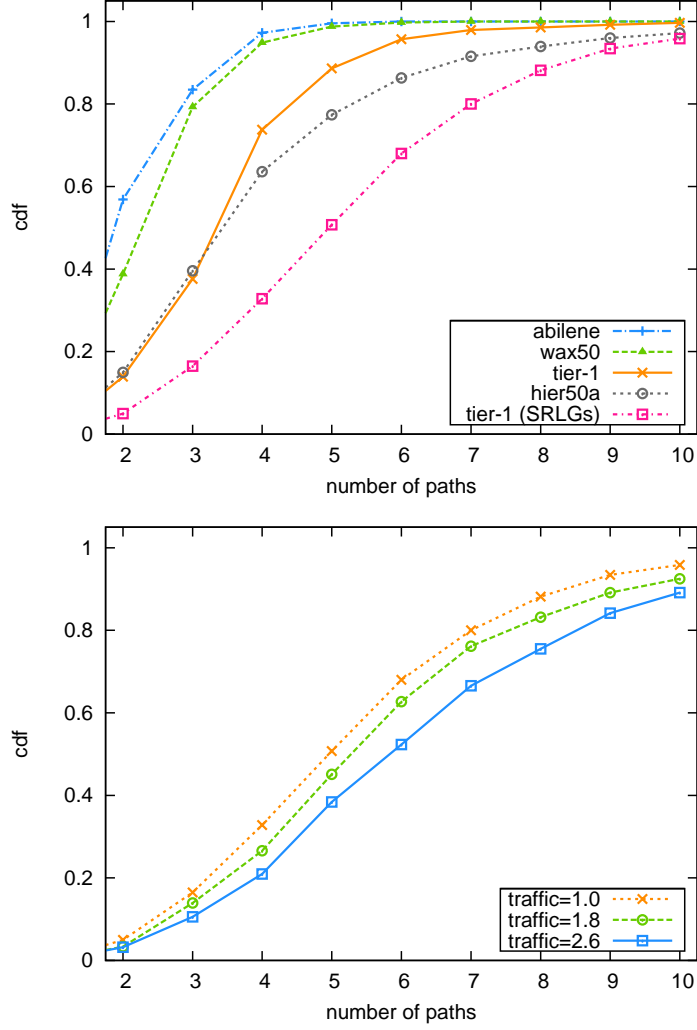 1
0.8
0.6
0.4
0.2
0
cdf
abilene
wax50
tier-1
hier50a
tier-1 (SRLGs)
2 3 4 5 6 7 8 9 10
number of paths
1
0.8
0.6
0.4
0.2
0
cdf
traffic=1.0
traffic=1.8
traffic=2.6
2 3 4 5 6 7 8 9 10
number of paths